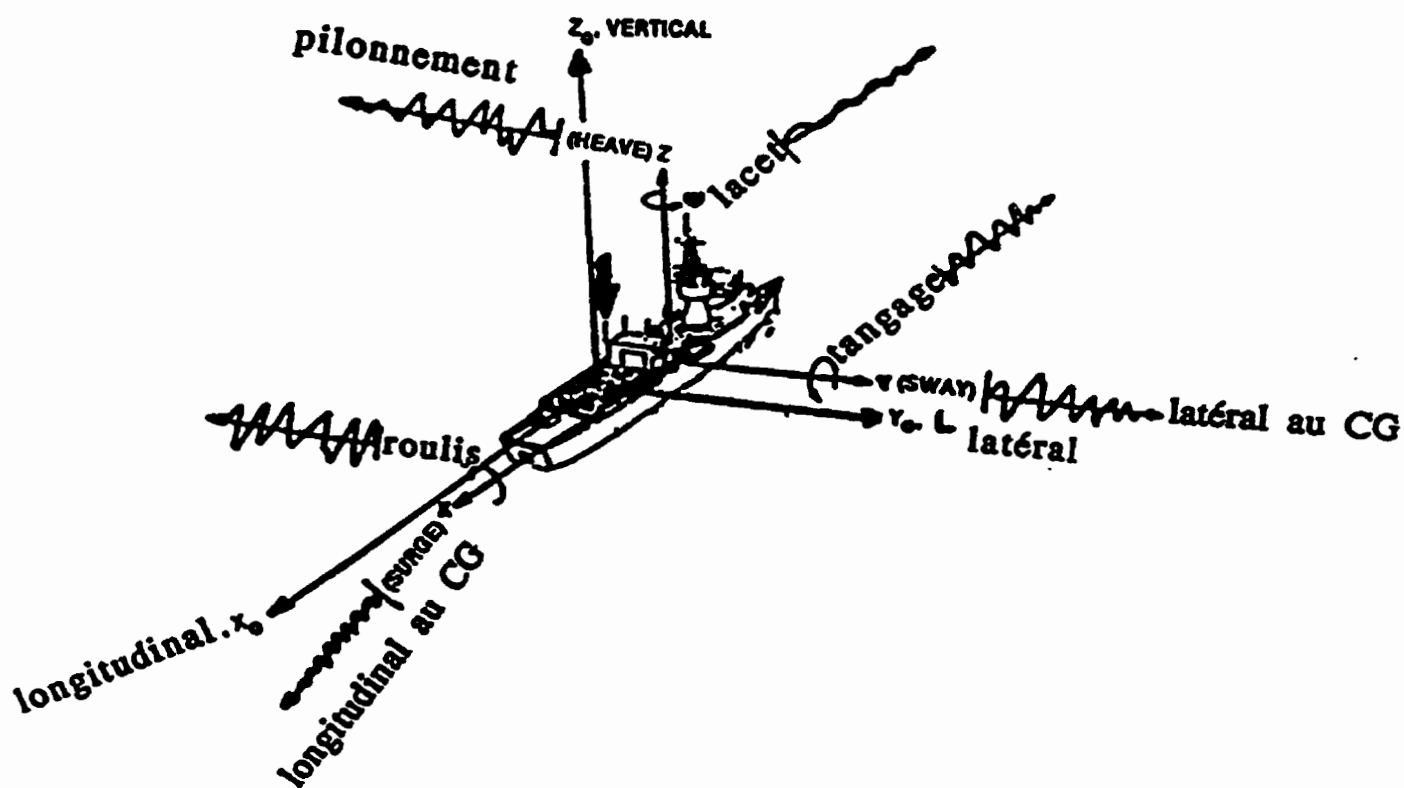 Z₀. VERTICAL
pilonnement
(HEAVE) Z
lacet
tangage
Y (SWAY)
latéral au CG
Y₀. L
latéral
roulis
(SURGE) X
longitudinal au CG
longitudinal. X₀